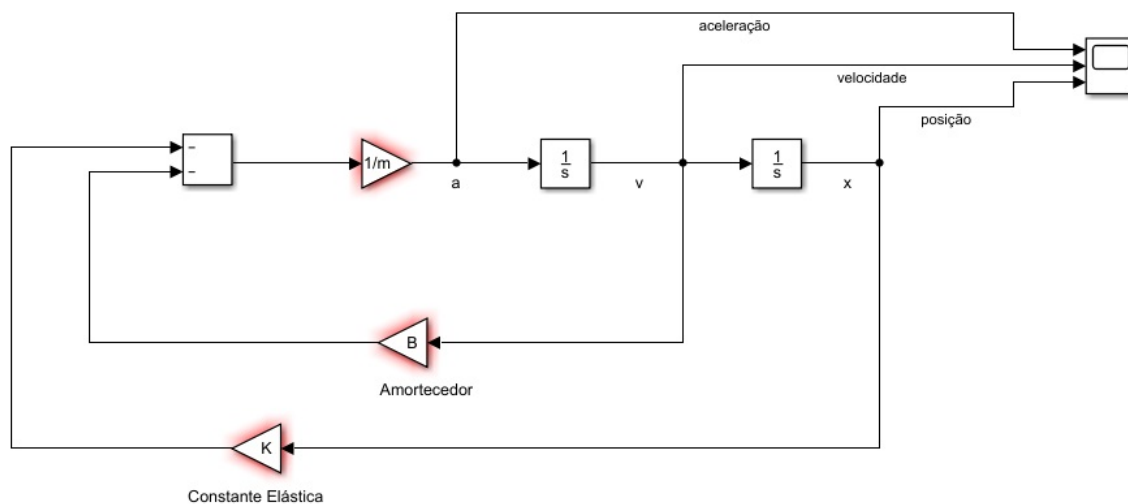 aceleração
velocidade
posição
−
−
1/m
a
1
s
v
1
s
x
B
Amortecedor
K
Constante Elástica